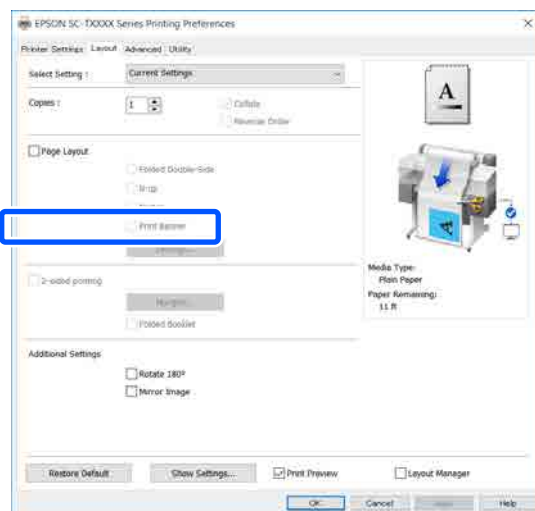 EPSON SC-TXXXX Series Printing Preferences
Printer Settings Layout Advanced Utility
Select Setting : Current Settings
Copies : 1 Collate
Reverse Order
A
Page Layout
Folded Double-Side
N-up
Print Banner
2-sided printing
Folded Booklet
Media Type:
Plain Paper
Paper Remaining:
11 ft
Additional Settings
Rotate 180º
Mirror Image
Restore Default Show Settings... Print Preview Layout Manager
OK Cancel Help